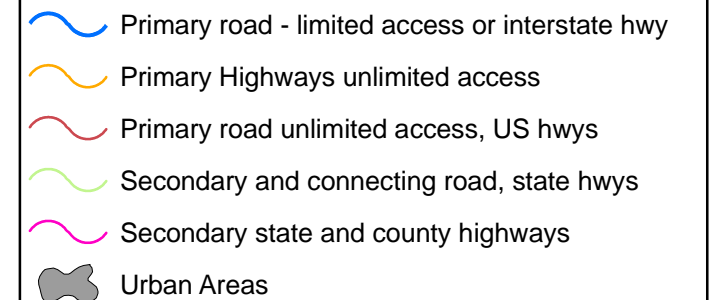 Primary road - limited access or interstate hwy
Primary Highways unlimited access
Primary road unlimited access, US hwys
Secondary and connecting road, state hwys
Secondary state and county highways
Urban Areas